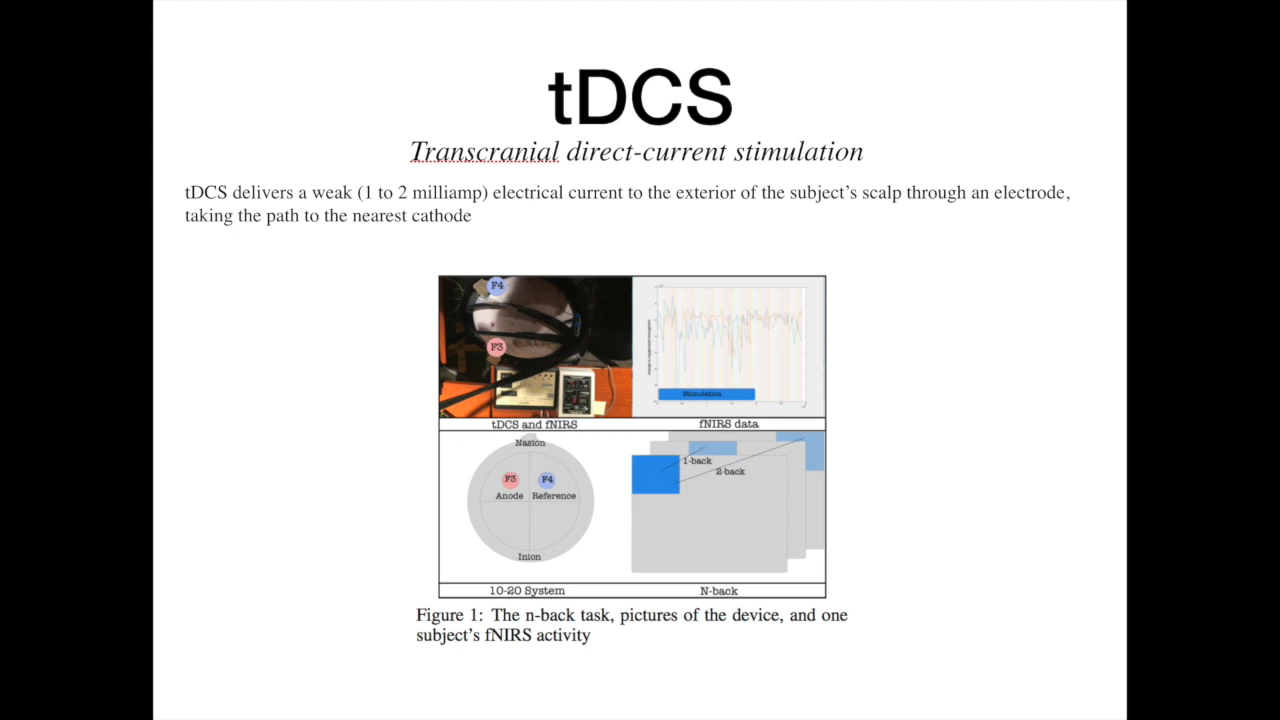 tDCS
Transcranial direct-current stimulation
tDCS delivers a weak (1 to 2 milliamp) electrical current to the exterior of the subject's scalp through an electrode,
taking the path to the nearest cathode
F4
F3
Stimulation
tDCS and fNIRS
fNIRS data
Nasion
F3
F4
Anode
Reference
Inion
1-back
2-back
10-20 System
N-back
Figure 1: The n-back task, pictures of the device, and one
subject's fNIRS activity